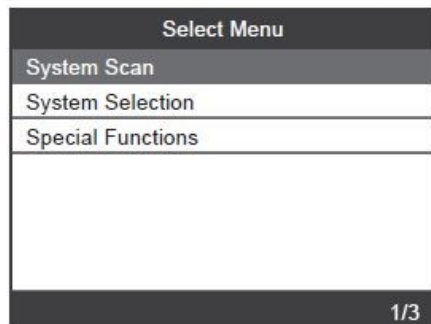 Select Menu
System Scan
System Selection
Special Functions
1/3